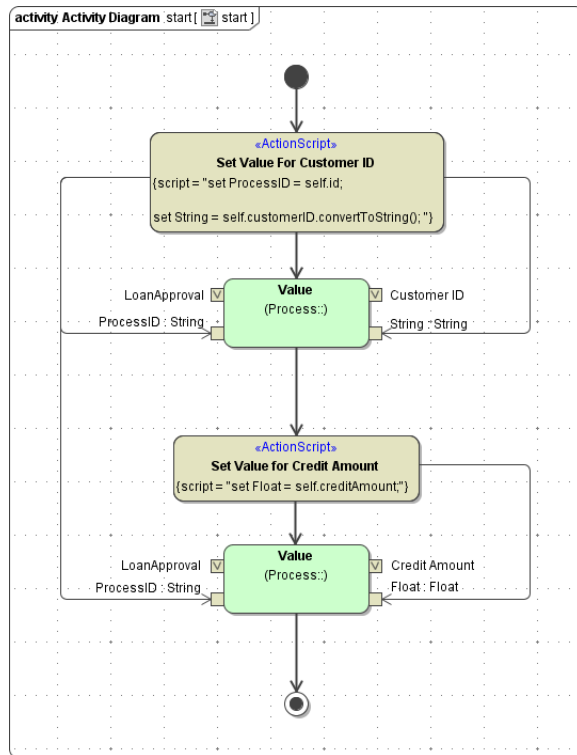 activity Activity Diagram start [ start ]
«ActionScript»
Set Value For Customer ID
{script = "set ProcessID = self.id;
set String = self.customerID.convertToString(); "}
Value
(Process::)
LoanApproval V
V Customer ID
ProcessID : String
String : String
«ActionScript»
Set Value for Credit Amount
{script = "set Float = self.creditAmount;"}
Value
(Process::)
LoanApproval V
V Credit Amount
ProcessID : String
Float : Float